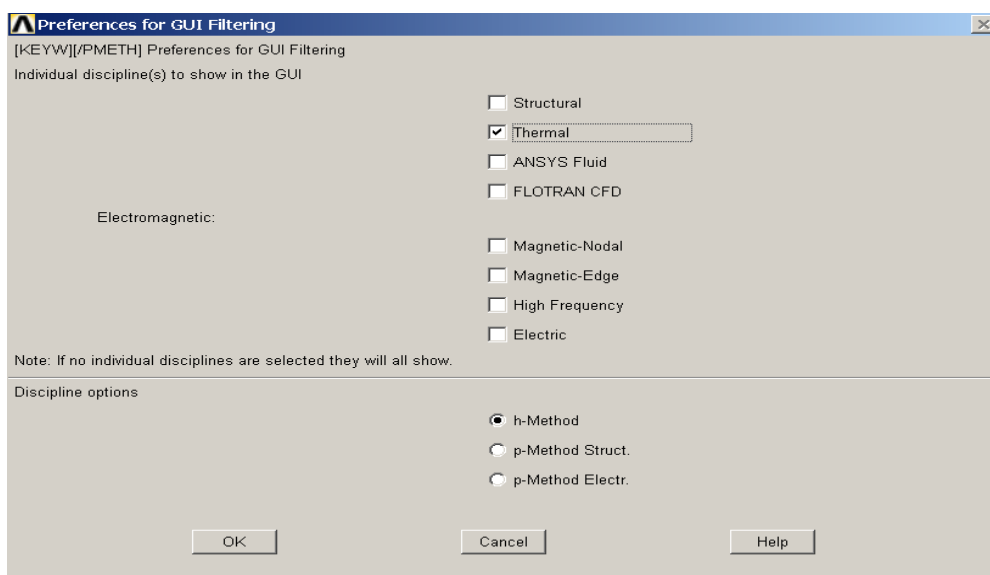 Preferences for GUI Filtering
[KEYW][/PMETH] Preferences for GUI Filtering
Individual discipline(s) to show in the GUI
Structural
Thermal
ANSYS Fluid
FLOTRAN CFD
Electromagnetic:
Magnetic-Nodal
Magnetic-Edge
High Frequency
Electric
Note: If no individual disciplines are selected they will all show.
Discipline options
h-Method
p-Method Struct.
p-Method Electr.
OK Cancel Help